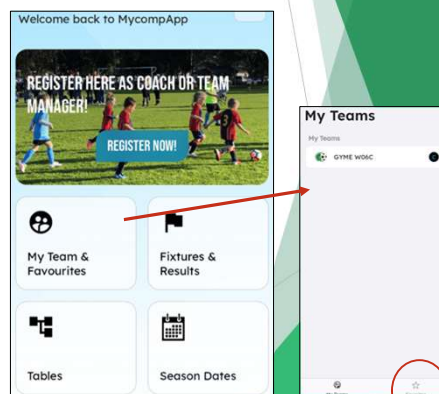 Welcome back to MycompApp
REGISTER HERE AS COACH OR TEAM
MANAGER!
REGISTER NOW!
My Team &
Favourites
Fixtures &
Results
Tables
Season Dates
My Teams
My Teams
GYME W06C